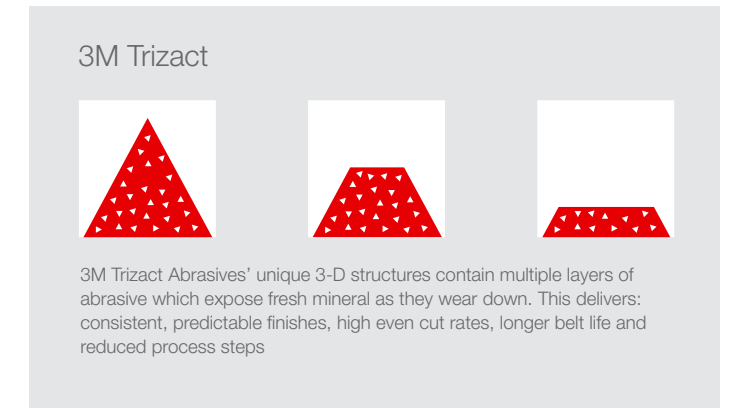 3M Trizact
3M Trizact Abrasives’ unique 3-D structures contain multiple layers of
abrasive which expose fresh mineral as they wear down. This delivers:
consistent, predictable finishes, high even cut rates, longer belt life and
reduced process steps